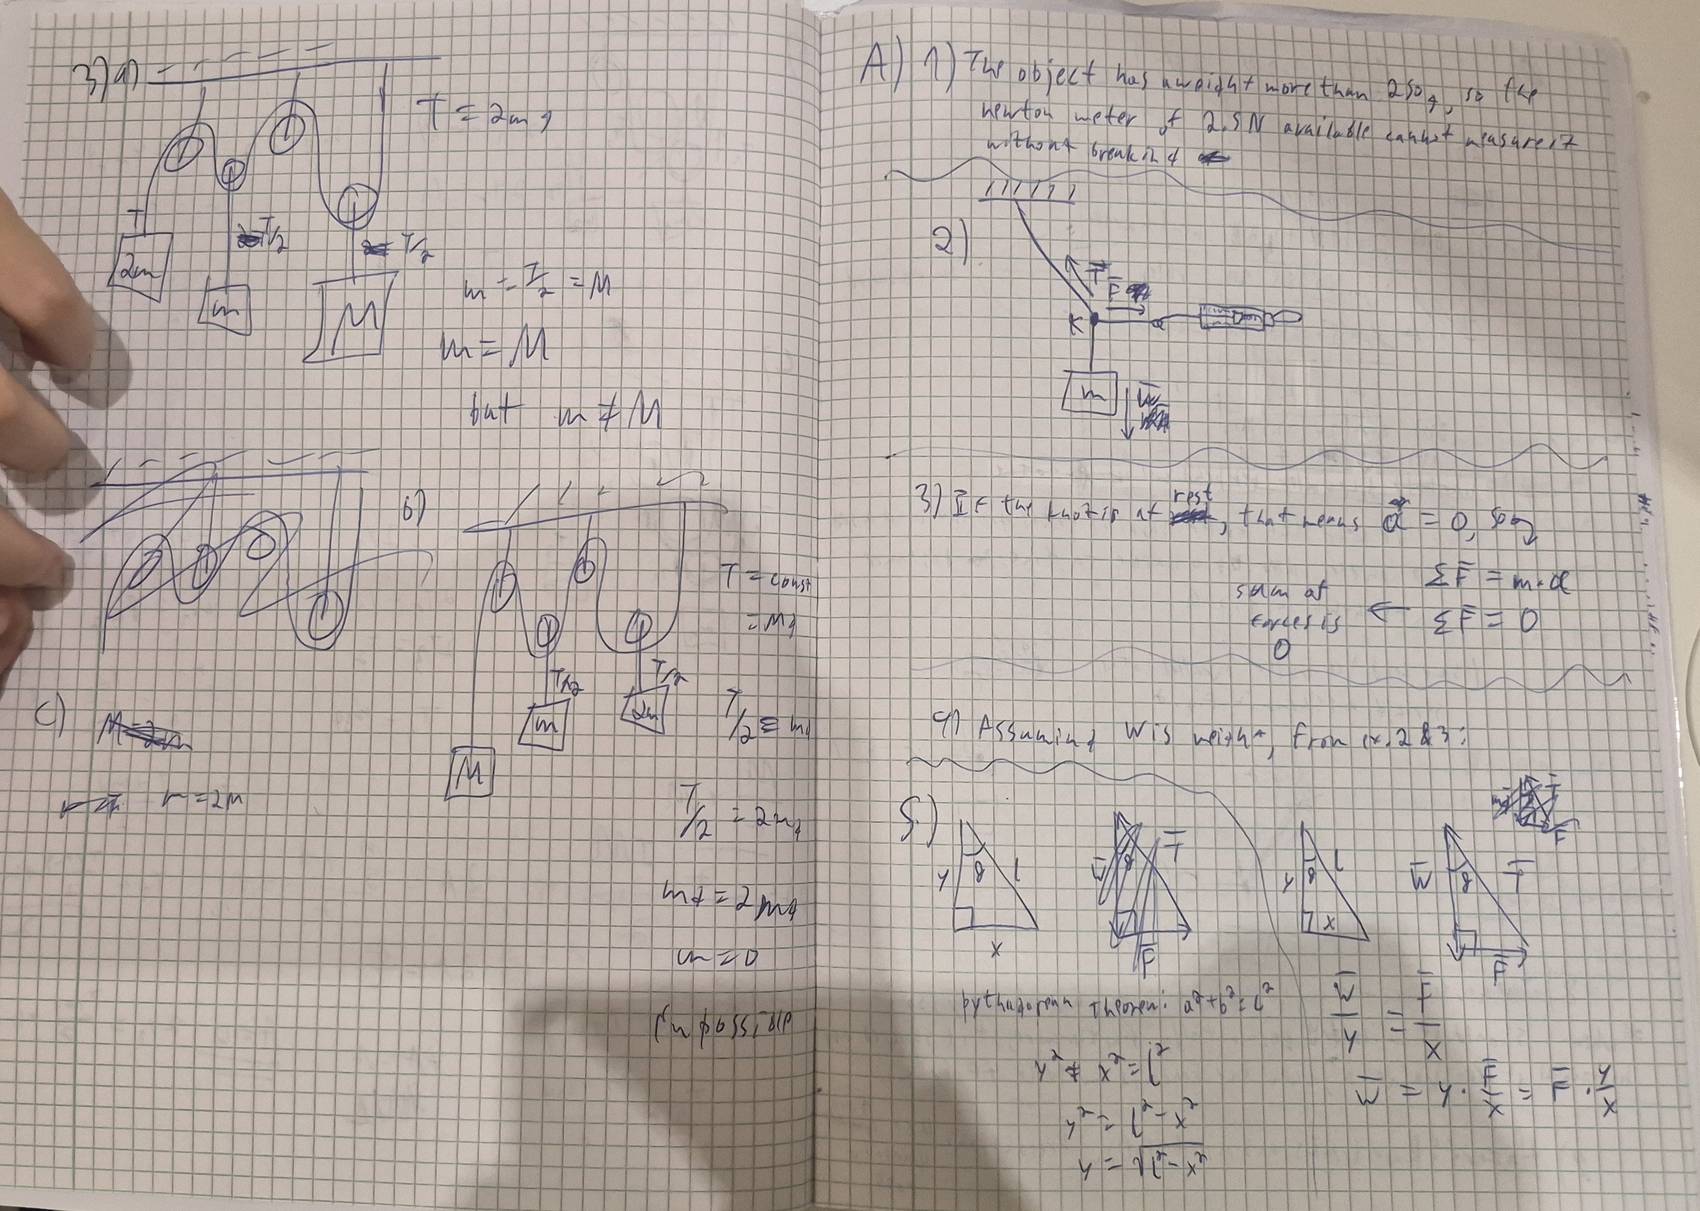 3) a)
T = 2mg
T
2m
T/2
m
T/2
M
m = T/2 = M
m = M
but m ≠ M
b)
T = const
= Mg
T/2
m
T/2
2m
M
T/2 = mg
T/2 = 2mg
mg = 2mg
m = 0
c)
m = 2M
A) 1) The object has a weight more than 250g, so the
newton meter of 2.5N available cannot measure it
without breaking
2)
T
F
K
m
W
3) If the knot is at rest, that means a = 0, so
ΣF = m·a
sum of
forces is
0
← ΣF = 0
4) Assuming W is weight, from ex. 2 & 3:
5.)
y l x
W T F
y l x
W T F
pythagorean theorem: a²+b²=c²
y² + x² = l²
y² = l² - x²
y = √l² - x²
W/y = F/x
W = y · F/x = F · y/x